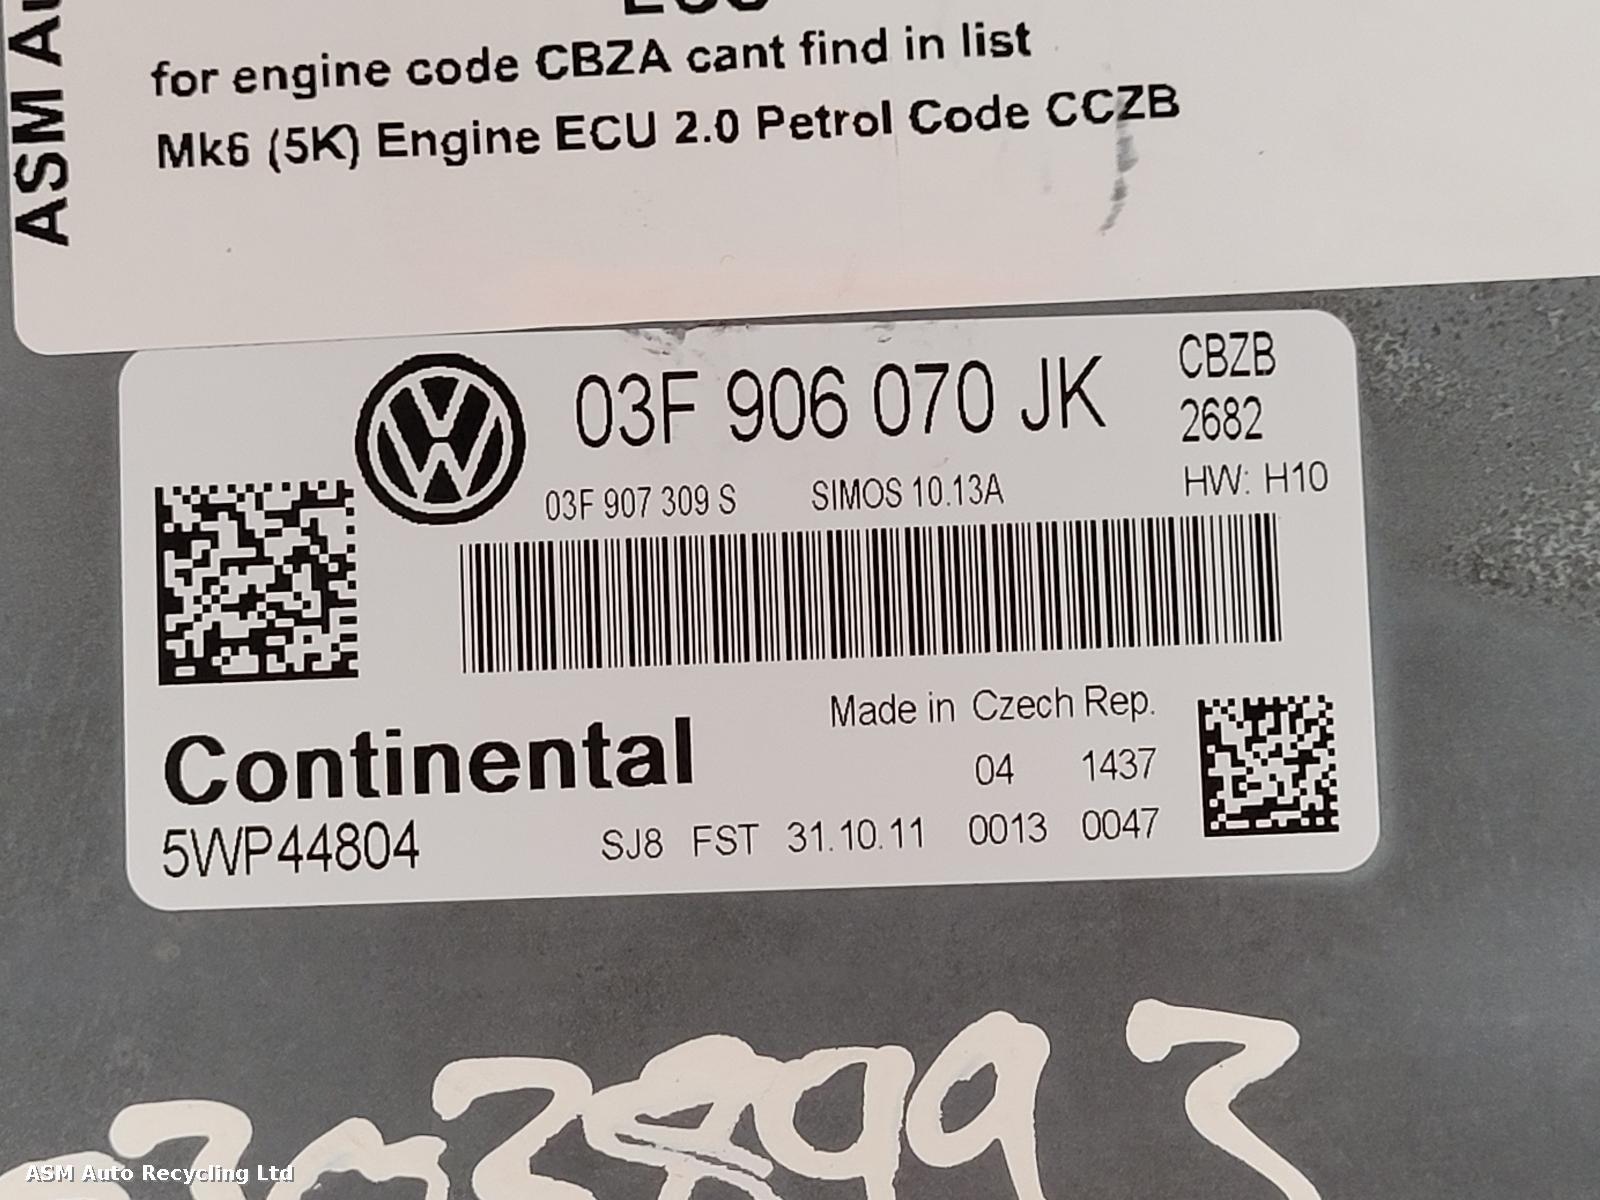 ASM
for engine code CBZA cant find in list
Mk6 (5K) Engine ECU 2.0 Petrol Code CCZB
03F 906 070 JK
CBZB
2682
03F 907 309 S
SIMOS 10.13A
HW: H10
Made in Czech Rep.
04 1437
Continental
5WP44804
SJ8 FST 31.10.11 0013 0047
ASM Auto Recycling Ltd